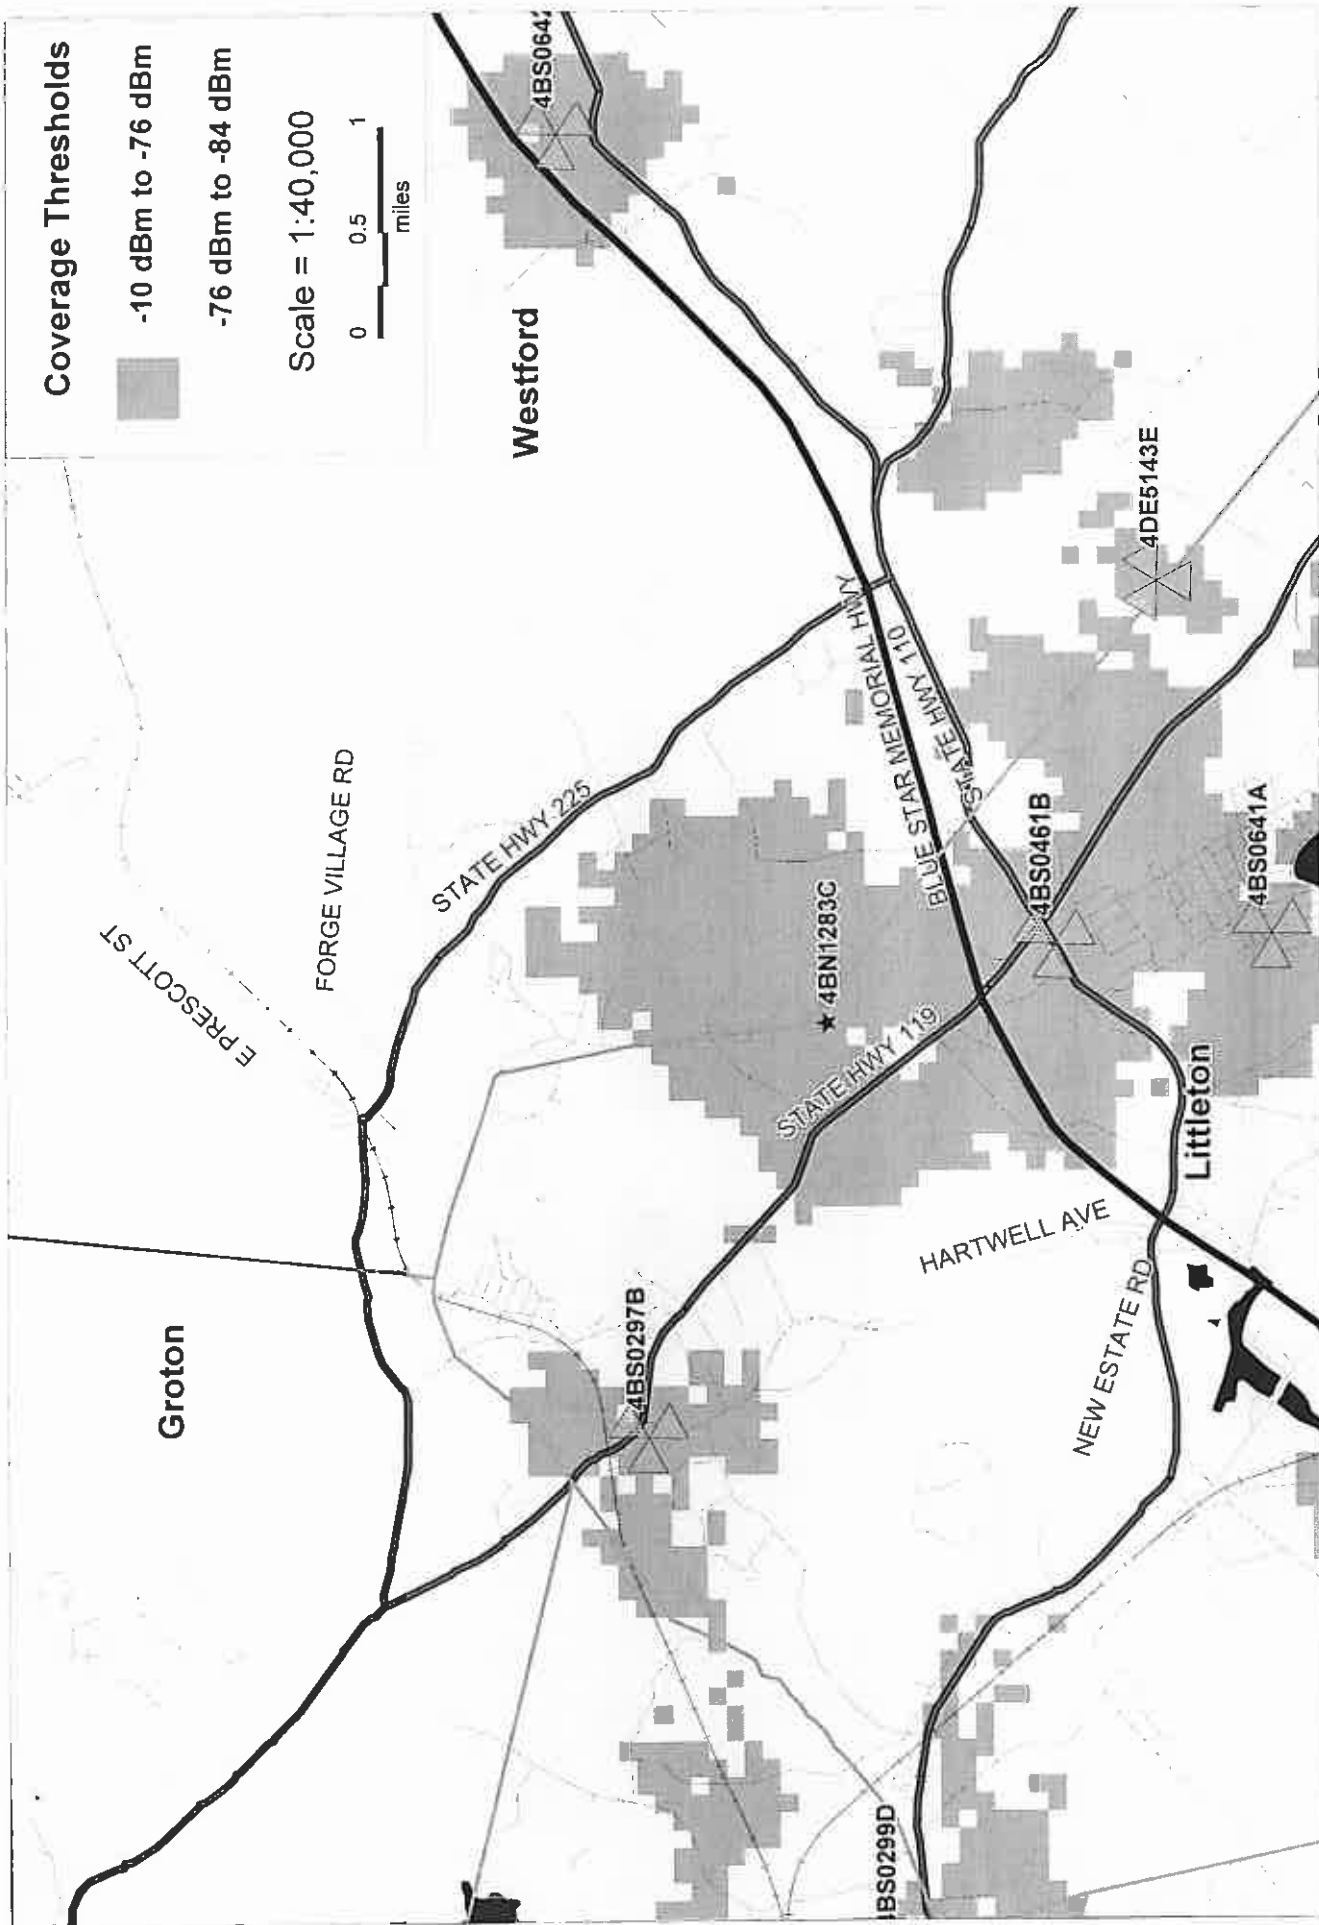 Coverage Thresholds
-10 dBm to -76 dBm
-76 dBm to -84 dBm
Scale = 1:40,000
0 0.5 1
miles
Groton
Westford
Littleton
E PRESCOTT ST
FORGE VILLAGE RD
STATE HWY 225
4BS0297B
4BN1283C
STATE HWY 119
BLUE STAR MEMORIAL HWY
STATE HWY 110
4BS0461B
4DE5143E
4BS0641A
HARTWELL AVE
NEW ESTATE RD
4BS0299D
4BS064